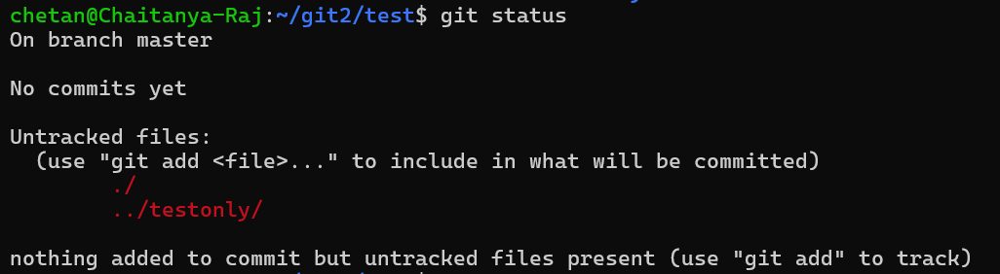 chetan@Chaitanya-Raj:~/git2/test$ git status
On branch master
No commits yet
Untracked files:
(use "git add <file>..." to include in what will be committed)
./
../testonly/
nothing added to commit but untracked files present (use "git add" to track)